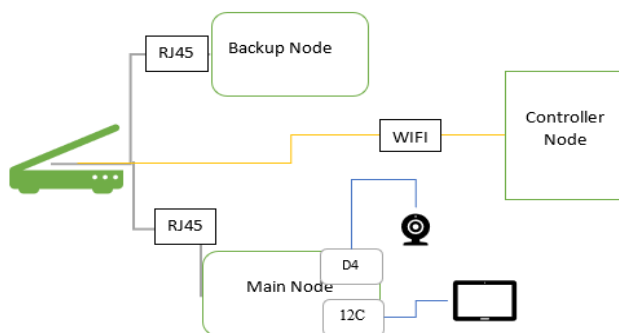 RJ45
Backup Node
WIFI
Controller
Node
RJ45
D4
Main Node
12C